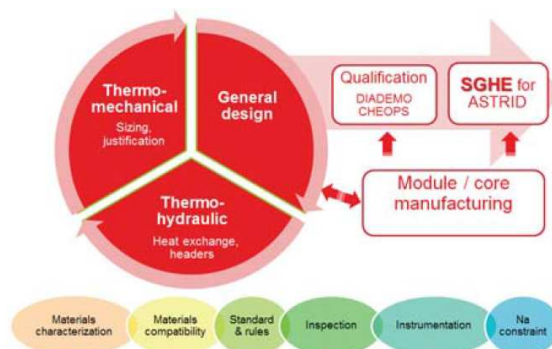 Thermo-
mechanical
Sizing,
justification
General
design
Thermo-
hydraulic
Heat exchange,
headers
Qualification
DIADEMO
CHEOPS
SGHE for
ASTRID
Module / core
manufacturing
Materials
characterization
Materials
compatibility
Standard
& rules
Inspection
Instrumentation
Na
constraint